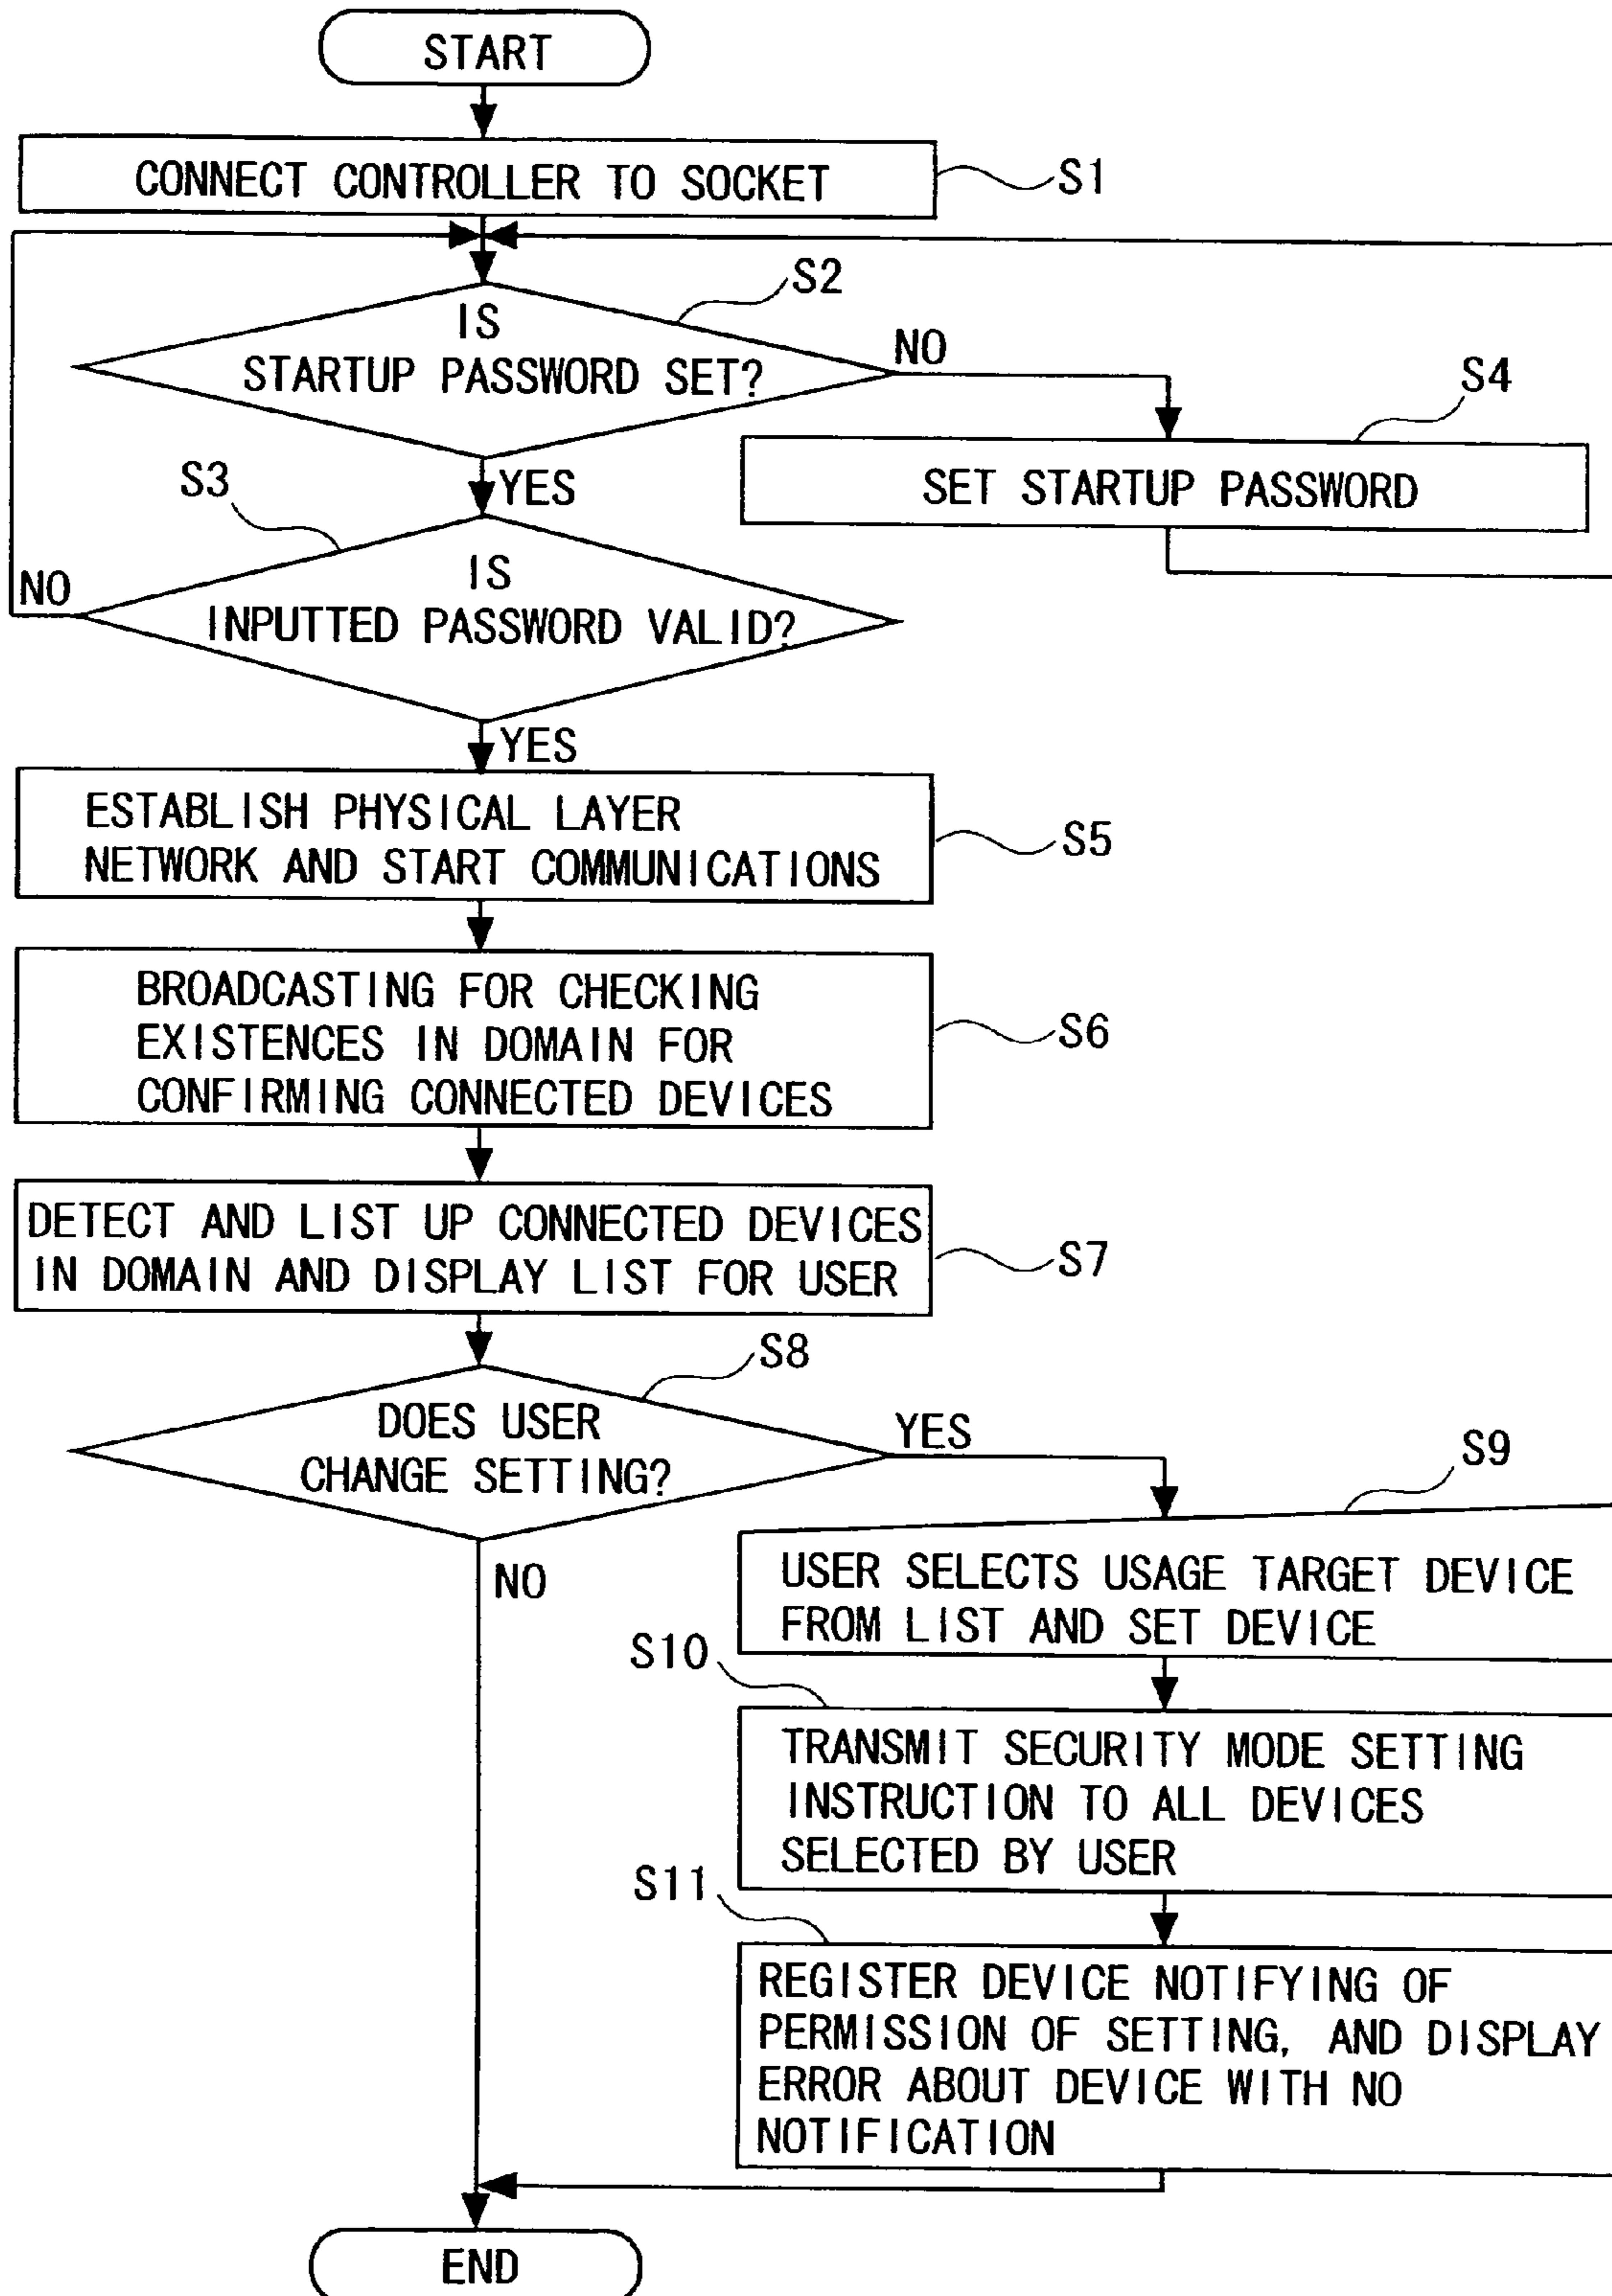 START
CONNECT CONTROLLER TO SOCKET
S1
S2
IS
STARTUP PASSWORD SET?
NO
S4
SET STARTUP PASSWORD
YES
S3
IS
INPUTTED PASSWORD VALID?
NO
YES
ESTABLISH PHYSICAL LAYER
NETWORK AND START COMMUNICATIONS
S5
BROADCASTING FOR CHECKING
EXISTENCES IN DOMAIN FOR
CONFIRMING CONNECTED DEVICES
S6
DETECT AND LIST UP CONNECTED DEVICES
IN DOMAIN AND DISPLAY LIST FOR USER
S7
S8
DOES USER
CHANGE SETTING?
YES
S9
NO
USER SELECTS USAGE TARGET DEVICE
FROM LIST AND SET DEVICE
S10
TRANSMIT SECURITY MODE SETTING
INSTRUCTION TO ALL DEVICES
SELECTED BY USER
S11
REGISTER DEVICE NOTIFYING OF
PERMISSION OF SETTING, AND DISPLAY
ERROR ABOUT DEVICE WITH NO
NOTIFICATION
END